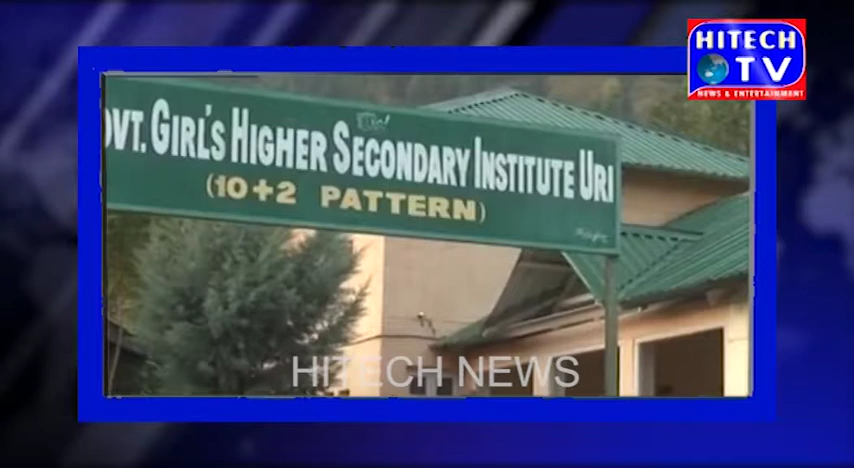 HITECH
TV
NEWS & ENTERTAINMENT
OVT. GIRL'S HIGHER SECONDARY INSTITUTE URI
(10+2 PATTERN)
HITECH NEWS